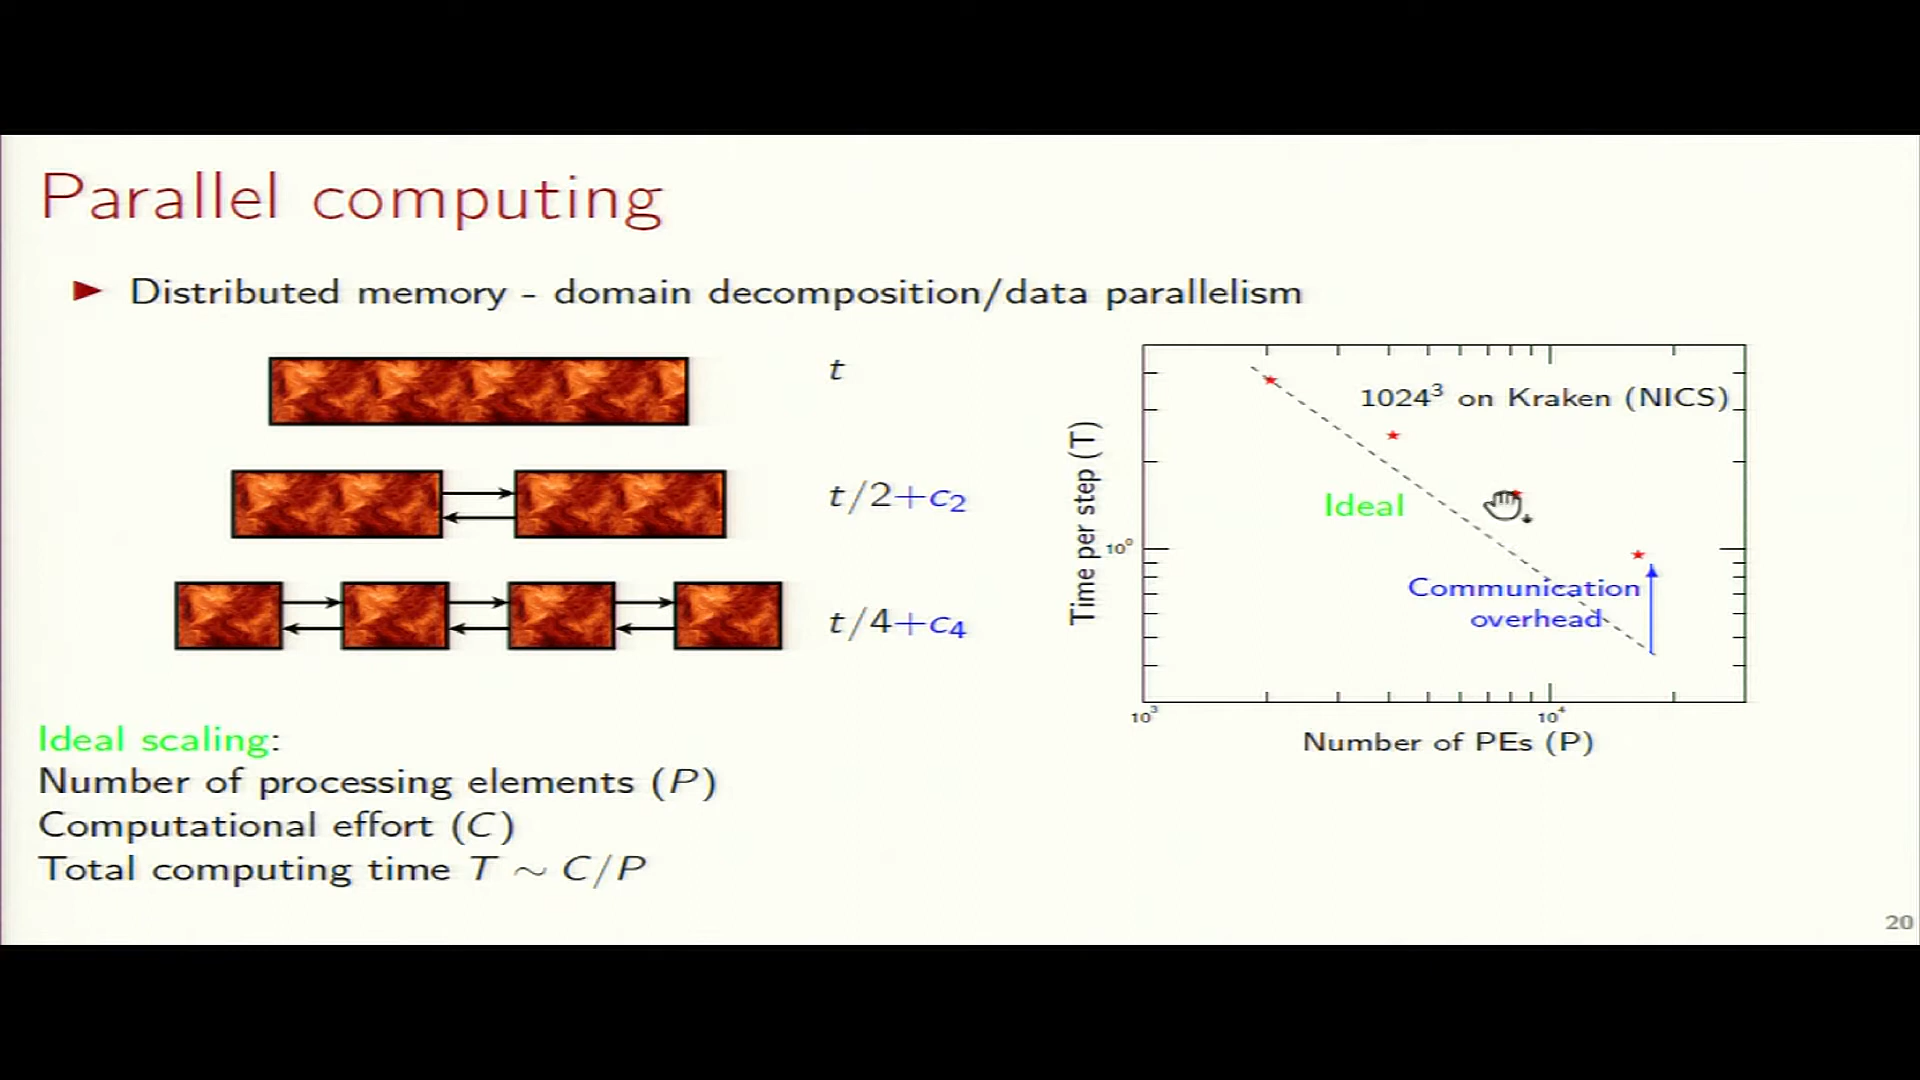 Parallel computing
► Distributed memory - domain decomposition/data parallelism
t
t/2+c₂
t/4+c₄
Ideal scaling:
Number of processing elements (P)
Computational effort (C)
Total computing time T ~ C/P
1024³ on Kraken (NICS)
Ideal
Communication
overhead
Time per step (T)
10⁰
10³
10⁴
Number of PEs (P)
20